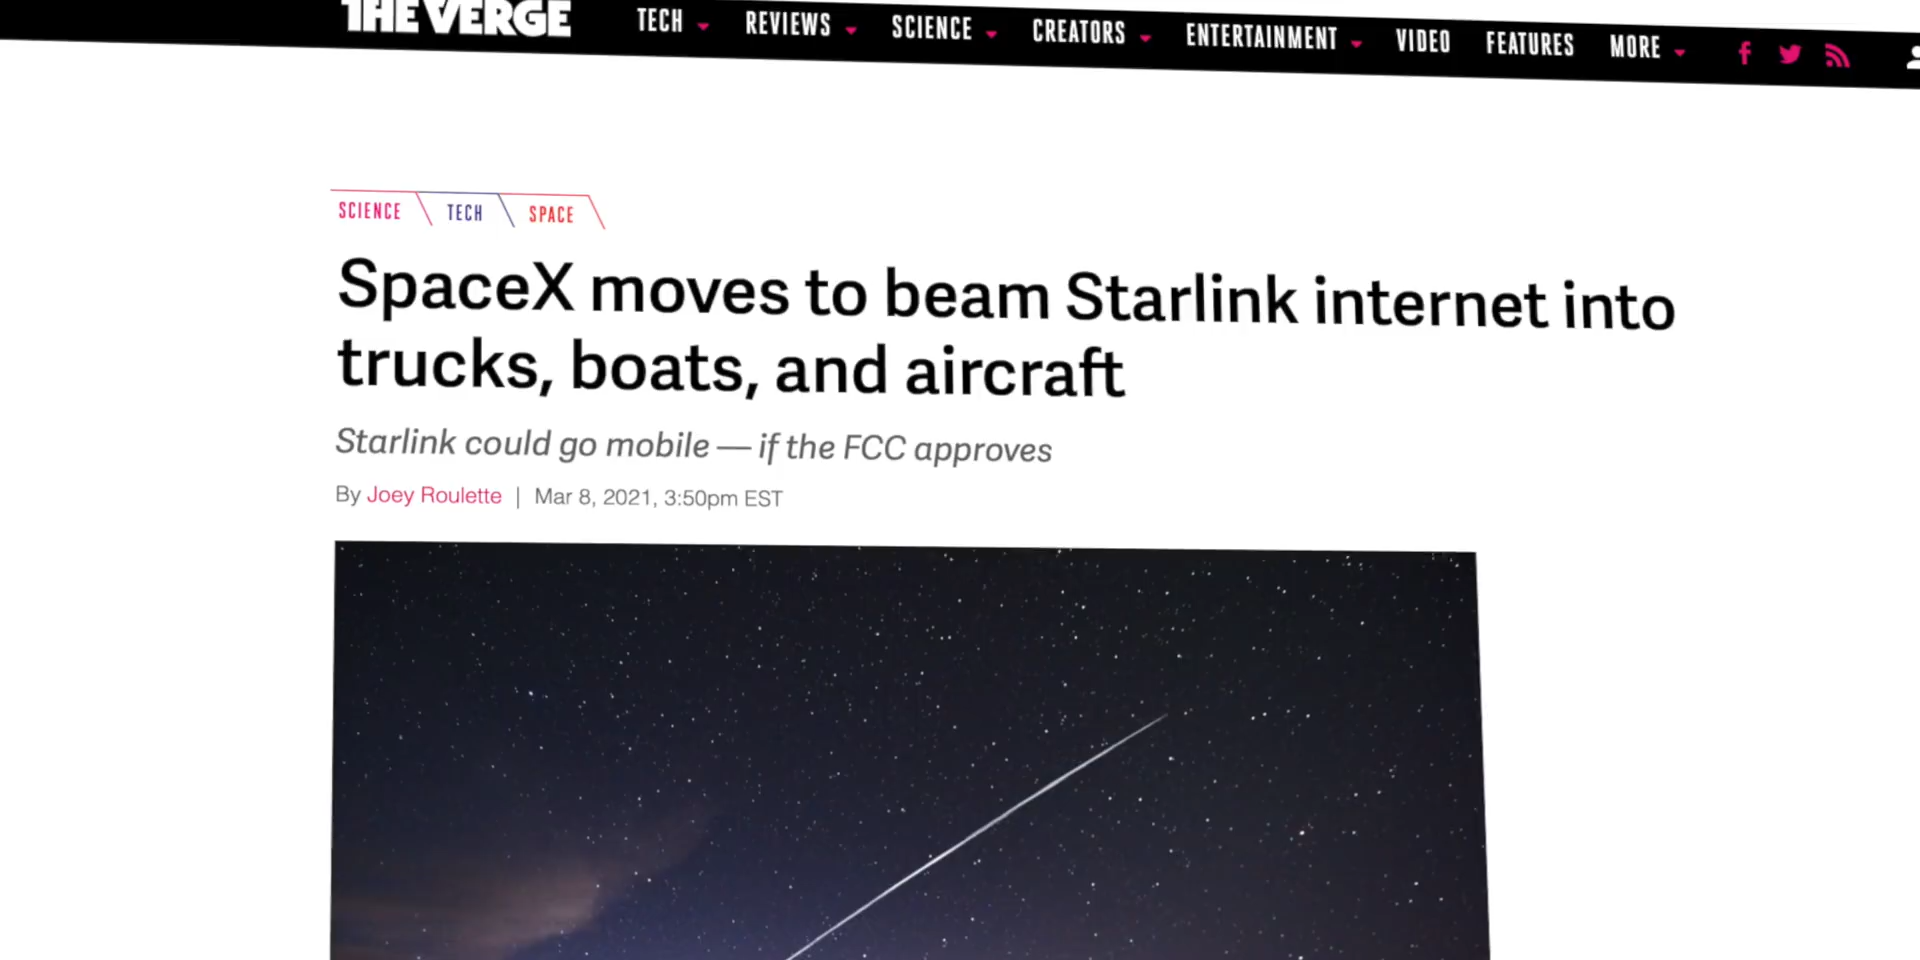 THE VERGE TECH REVIEWS SCIENCE CREATORS ENTERTAINMENT VIDEO FEATURES MORE
SCIENCE TECH SPACE
SpaceX moves to beam Starlink internet into
trucks, boats, and aircraft
Starlink could go mobile — if the FCC approves
By Joey Roulette | Mar 8, 2021, 3:50pm EST